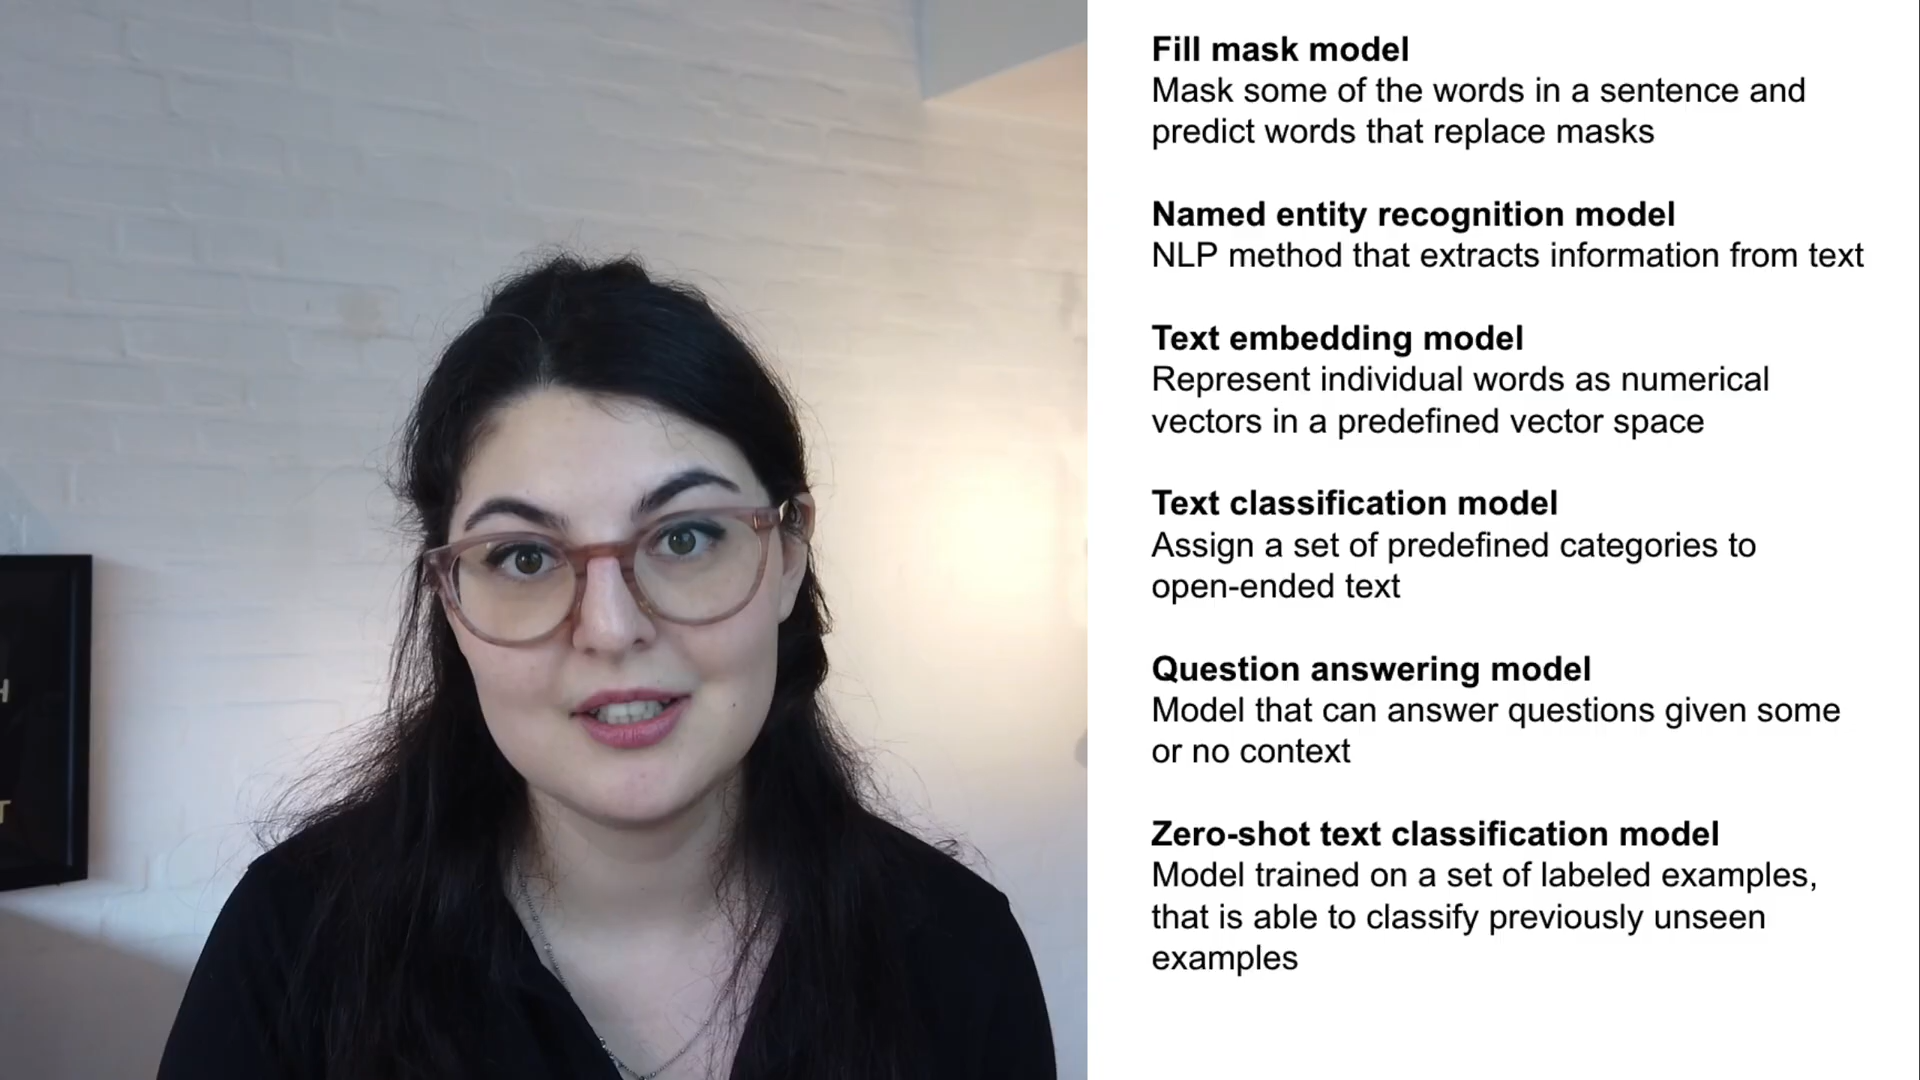 Fill mask model
Mask some of the words in a sentence and
predict words that replace masks
Named entity recognition model
NLP method that extracts information from text
Text embedding model
Represent individual words as numerical
vectors in a predefined vector space
Text classification model
Assign a set of predefined categories to
open-ended text
Question answering model
Model that can answer questions given some
or no context
Zero-shot text classification model
Model trained on a set of labeled examples,
that is able to classify previously unseen
examples
H
T